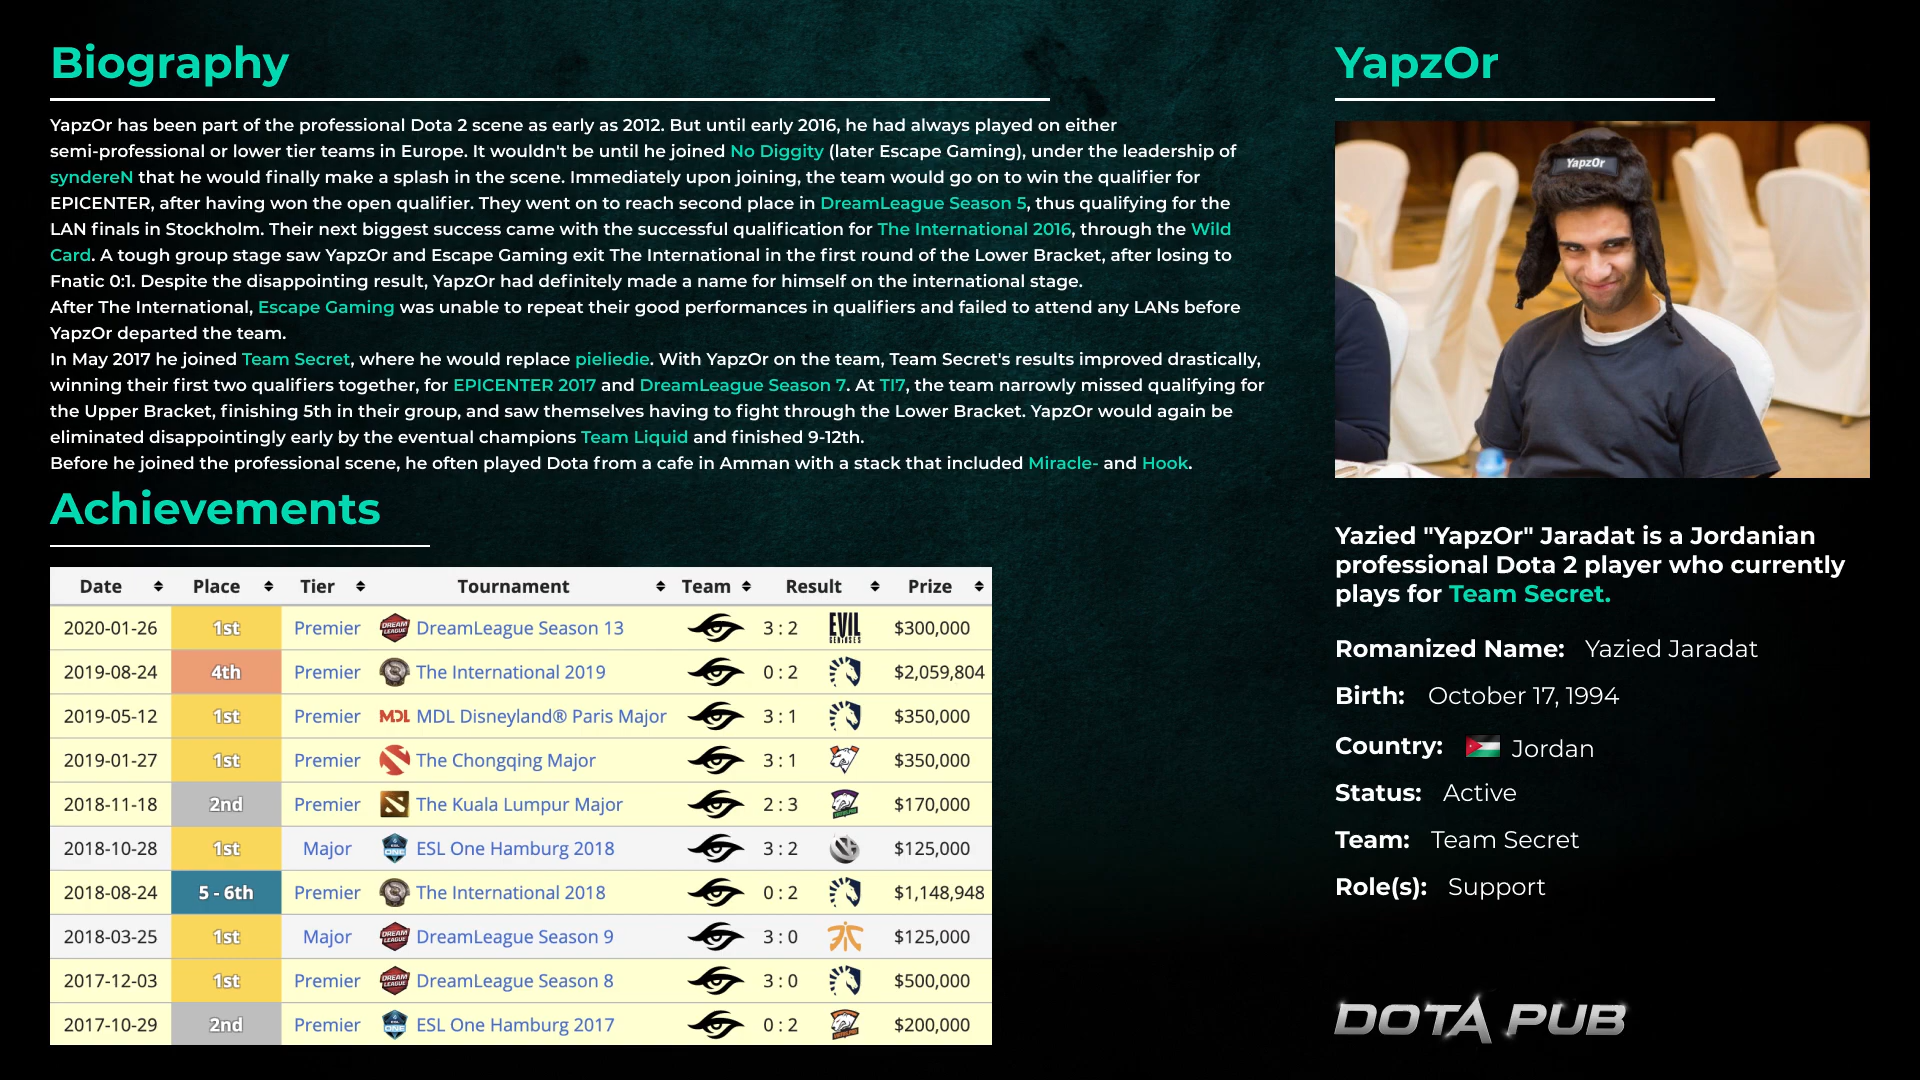 Biography
YapzOr has been part of the professional Dota 2 scene as early as 2012. But until early 2016, he had always played on either
semi-professional or lower tier teams in Europe. It wouldn't be until he joined No Diggity (later Escape Gaming), under the leadership of
syndereN that he would finally make a splash in the scene. Immediately upon joining, the team would go on to win the qualifier for
EPICENTER, after having won the open qualifier. They went on to reach second place in DreamLeague Season 5, thus qualifying for the
LAN finals in Stockholm. Their next biggest success came with the successful qualification for The International 2016, through the Wild
Card. A tough group stage saw YapzOr and Escape Gaming exit The International in the first round of the Lower Bracket, after losing to
Fnatic 0:1. Despite the disappointing result, YapzOr had definitely made a name for himself on the international stage.
After The International, Escape Gaming was unable to repeat their good performances in qualifiers and failed to attend any LANs before
YapzOr departed the team.
In May 2017 he joined Team Secret, where he would replace pieliedie. With YapzOr on the team, Team Secret's results improved drastically,
winning their first two qualifiers together, for EPICENTER 2017 and DreamLeague Season 7. At TI7, the team narrowly missed qualifying for
the Upper Bracket, finishing 5th in their group, and saw themselves having to fight through the Lower Bracket. YapzOr would again be
eliminated disappointingly early by the eventual champions Team Liquid and finished 9-12th.
Before he joined the professional scene, he often played Dota from a cafe in Amman with a stack that included Miracle- and Hook.
Achievements
Date Place Tier Tournament Team Result Prize
2020-01-26 1st Premier DREAM LEAGUE DreamLeague Season 13 3 : 2 EVIL GENIUSES $300,000
2019-08-24 4th Premier The International 2019 0 : 2 $2,059,804
2019-05-12 1st Premier MDL MDL Disneyland® Paris Major 3 : 1 $350,000
2019-01-27 1st Premier The Chongqing Major 3 : 1 $350,000
2018-11-18 2nd Premier The Kuala Lumpur Major 2 : 3 $170,000
2018-10-28 1st Major ESL ONE ESL One Hamburg 2018 3 : 2 $125,000
2018-08-24 5 - 6th Premier The International 2018 0 : 2 $1,148,948
2018-03-25 1st Major DREAM LEAGUE DreamLeague Season 9 3 : 0 $125,000
2017-12-03 1st Premier DREAM LEAGUE DreamLeague Season 8 3 : 0 $500,000
2017-10-29 2nd Premier ESL ONE ESL One Hamburg 2017 0 : 2 $200,000
YapzOr
YapzOr
Yazied "YapzOr" Jaradat is a Jordanian
professional Dota 2 player who currently
plays for Team Secret.
Romanized Name: Yazied Jaradat
Birth: October 17, 1994
Country: Jordan
Status: Active
Team: Team Secret
Role(s): Support
DOTA PUB